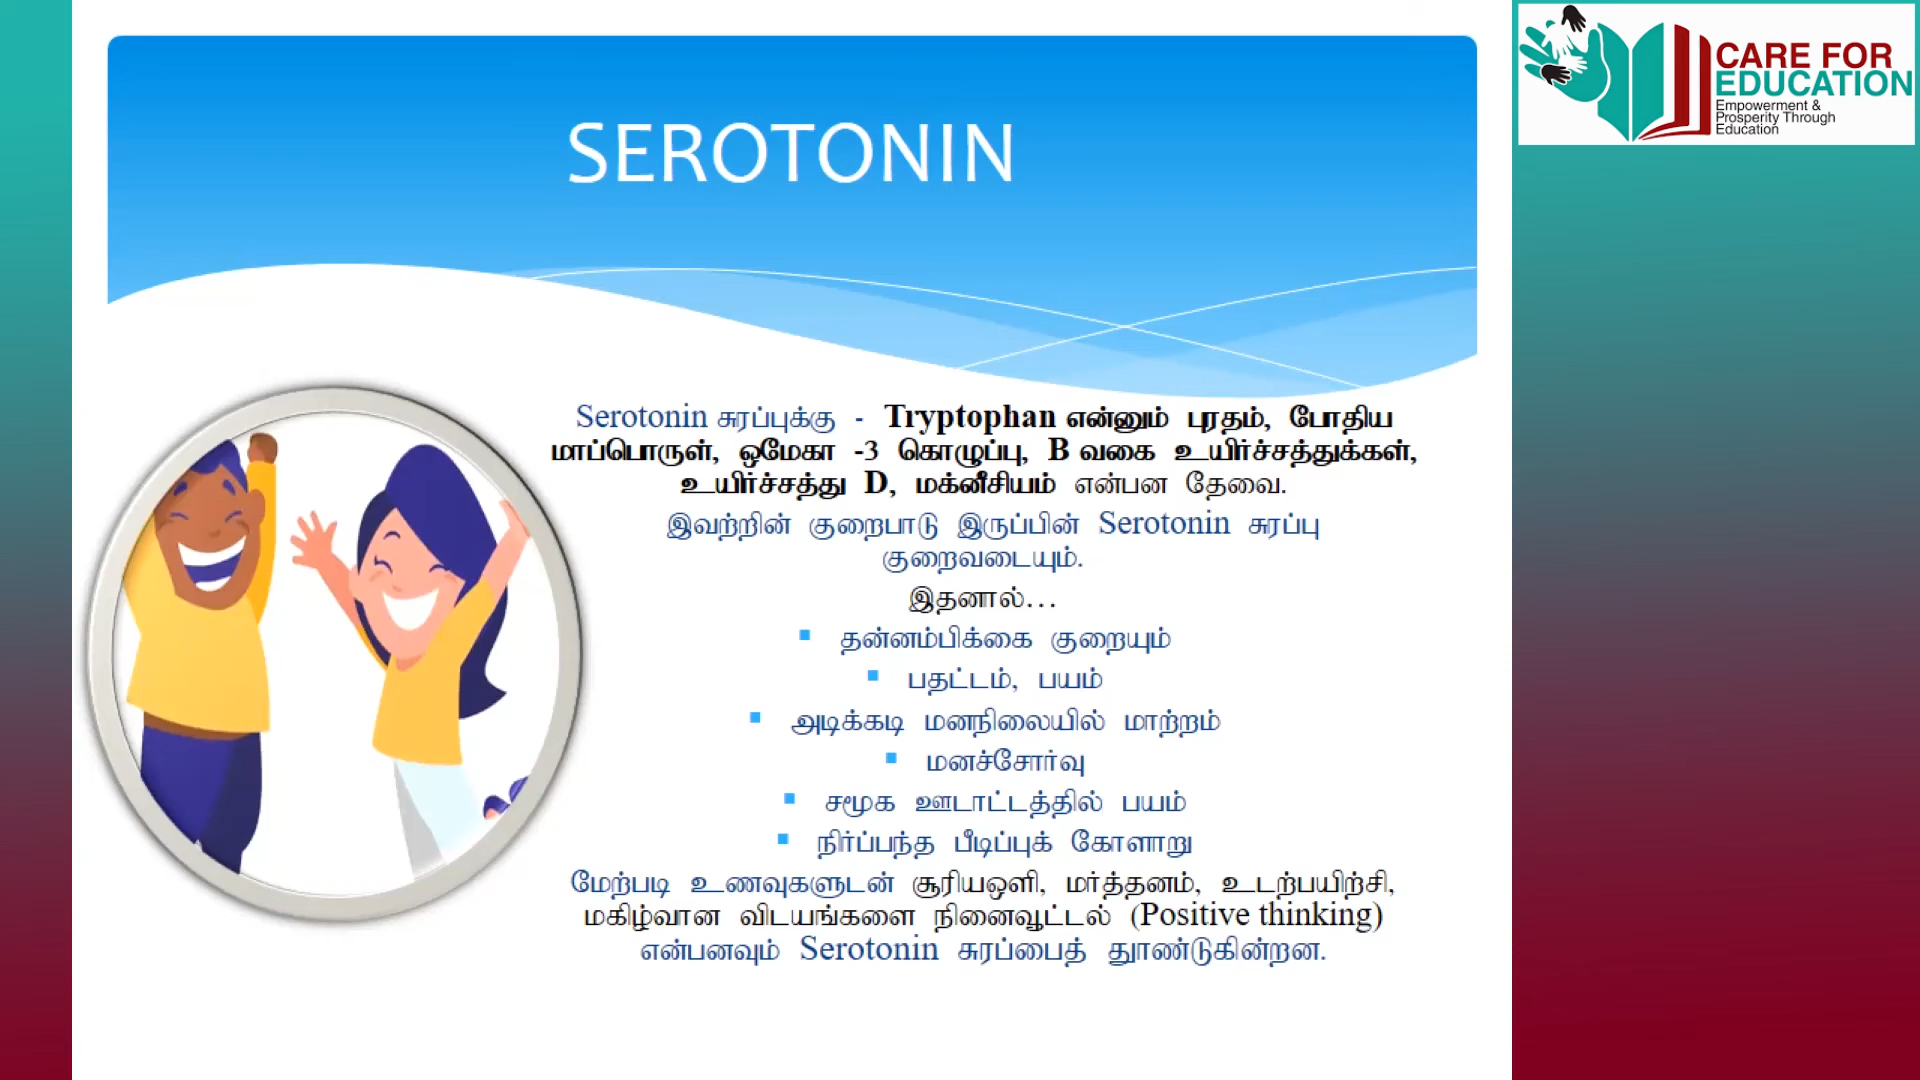 SEROTONIN
CARE FOR
EDUCATION
Empowerment &
Prosperity Through
Education
Serotonin சுரப்புக்கு - Tryptophan என்னும் புரதம், போதிய
மாப்பொருள், ஒமேகா -3 கொழுப்பு, B வகை உயிர்ச்சத்துக்கள்,
உயிர்ச்சத்து D, மக்னீசியம் என்பன தேவை.
இவற்றின் குறைபாடு இருப்பின் Serotonin சுரப்பு
குறைவடையும்.
இதனால்...
▪ தன்னம்பிக்கை குறையும்
▪ பதட்டம், பயம்
▪ அடிக்கடி மனநிலையில் மாற்றம்
▪ மனச்சோர்வு
▪ சமூக ஊடாட்டத்தில் பயம்
▪ நிர்ப்பந்த பீடிப்புக் கோளாறு
மேற்படி உணவுகளுடன் சூரியஒளி, மர்த்தனம், உடற்பயிற்சி,
மகிழ்வான விடயங்களை நினைவூட்டல் (Positive thinking)
என்பனவும் Serotonin சுரப்பைத் தூண்டுகின்றன.